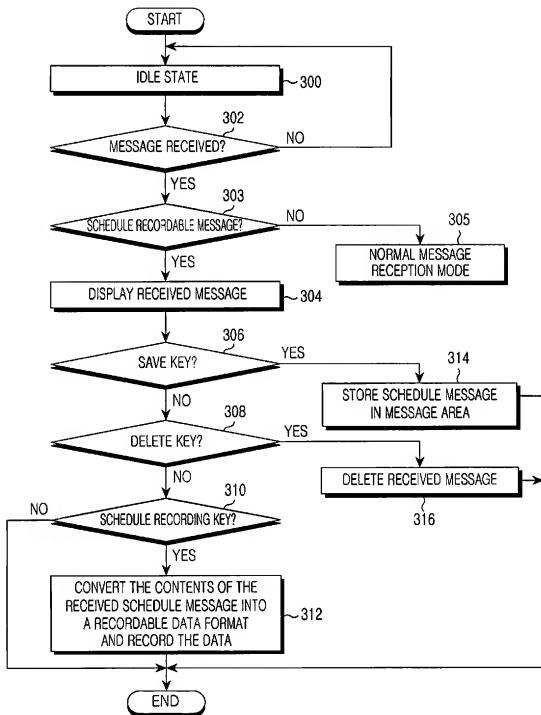 START
IDLE STATE
300
302
MESSAGE RECEIVED?
NO
YES
303
SCHEDULE RECORDABLE MESSAGE?
NO
305
NORMAL MESSAGE
RECEPTION MODE
YES
DISPLAY RECEIVED MESSAGE
304
306
SAVE KEY?
YES
314
STORE SCHEDULE MESSAGE
IN MESSAGE AREA
NO
308
DELETE KEY?
YES
DELETE RECEIVED MESSAGE
316
NO
310
NO
SCHEDULE RECORDING KEY?
YES
CONVERT THE CONTENTS OF THE
RECEIVED SCHEDULE MESSAGE INTO
A RECORDABLE DATA FORMAT
AND RECORD THE DATA
312
END